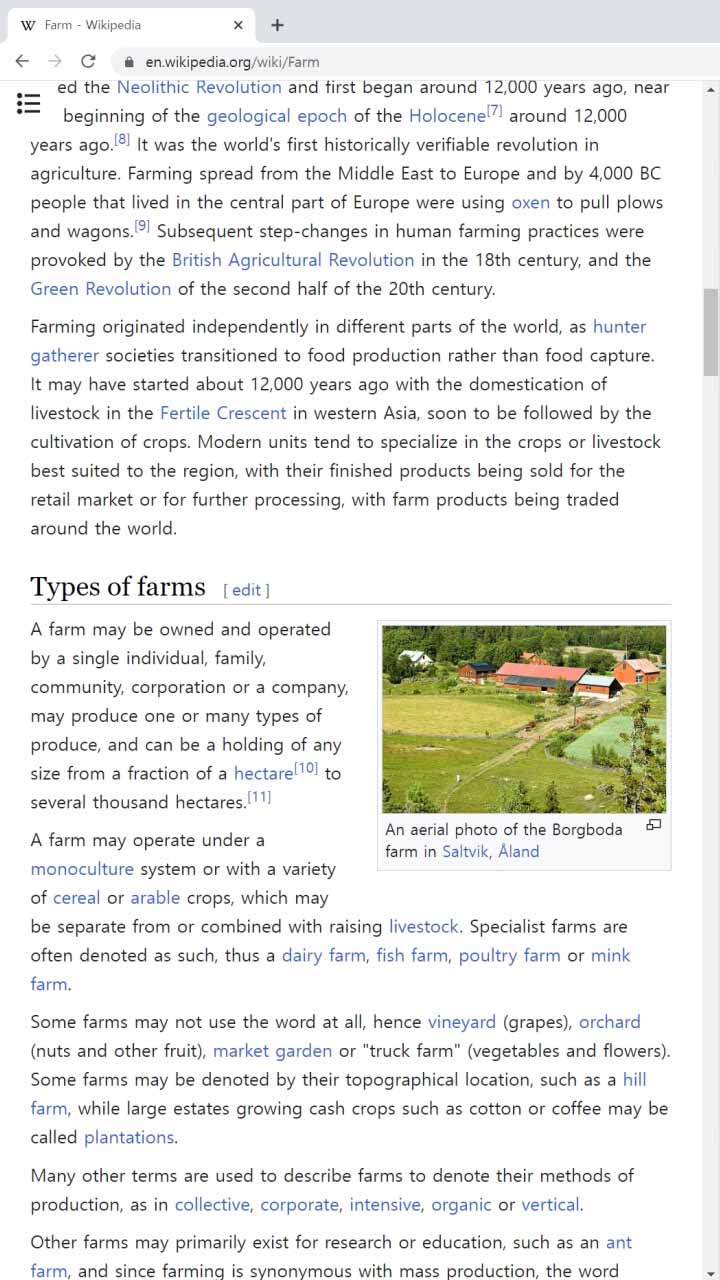 W Farm - Wikipedia
en.wikipedia.org/wiki/Farm
ed the Neolithic Revolution and first began around 12,000 years ago, near
beginning of the geological epoch of the Holocene[7] around 12,000
years ago.[8] It was the world's first historically verifiable revolution in
agriculture. Farming spread from the Middle East to Europe and by 4,000 BC
people that lived in the central part of Europe were using oxen to pull plows
and wagons.[9] Subsequent step-changes in human farming practices were
provoked by the British Agricultural Revolution in the 18th century, and the
Green Revolution of the second half of the 20th century.
Farming originated independently in different parts of the world, as hunter
gatherer societies transitioned to food production rather than food capture.
It may have started about 12,000 years ago with the domestication of
livestock in the Fertile Crescent in western Asia, soon to be followed by the
cultivation of crops. Modern units tend to specialize in the crops or livestock
best suited to the region, with their finished products being sold for the
retail market or for further processing, with farm products being traded
around the world.
Types of farms [ edit ]
A farm may be owned and operated
by a single individual, family,
community, corporation or a company,
may produce one or many types of
produce, and can be a holding of any
size from a fraction of a hectare[10] to
several thousand hectares.[11]
An aerial photo of the Borgboda
farm in Saltvik, Åland
A farm may operate under a
monoculture system or with a variety
of cereal or arable crops, which may
be separate from or combined with raising livestock. Specialist farms are
often denoted as such, thus a dairy farm, fish farm, poultry farm or mink
farm.
Some farms may not use the word at all, hence vineyard (grapes), orchard
(nuts and other fruit), market garden or "truck farm" (vegetables and flowers).
Some farms may be denoted by their topographical location, such as a hill
farm, while large estates growing cash crops such as cotton or coffee may be
called plantations.
Many other terms are used to describe farms to denote their methods of
production, as in collective, corporate, intensive, organic or vertical.
Other farms may primarily exist for research or education, such as an ant
farm, and since farming is synonymous with mass production, the word